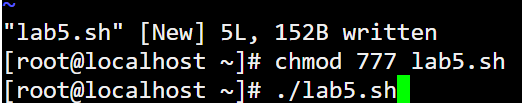 ~
"lab5.sh" [New] 5L, 152B written
[root@localhost ~]# chmod 777 lab5.sh
[root@localhost ~]# ./lab5.sh